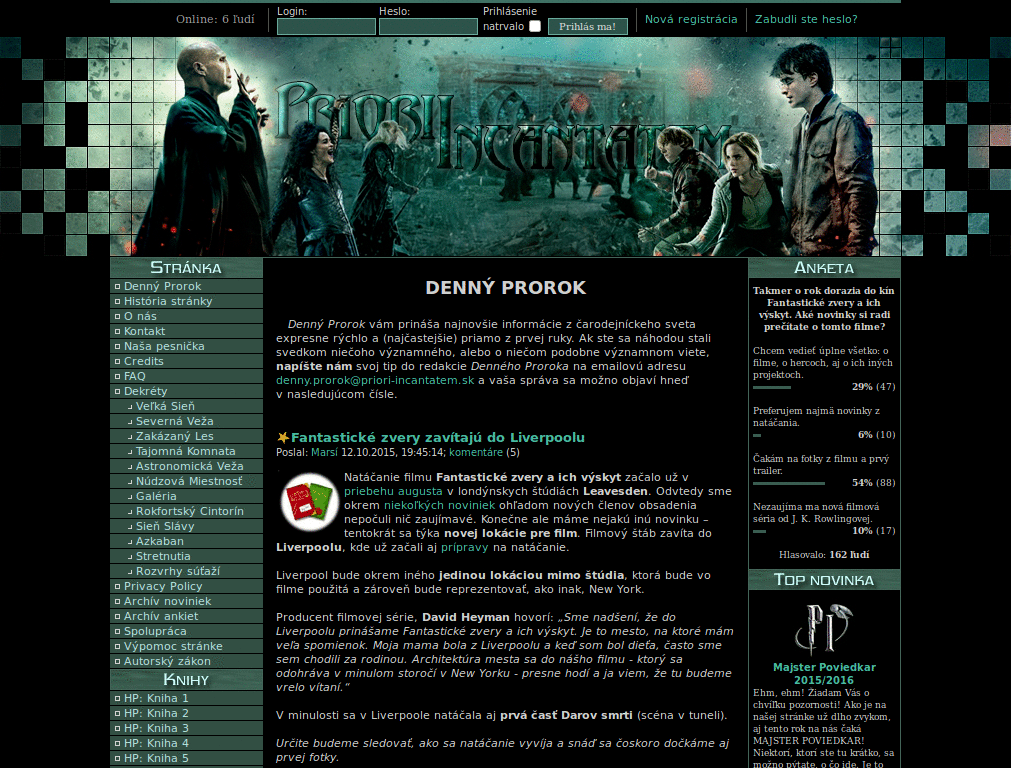 Online: 6 ľudí
Login:
Heslo:
Prihlásenie
natrvalo
Prihlás ma!
Nová registrácia
Zabudli ste heslo?
Priori
Incantatem
Stránka
Denný Prorok
História stránky
O nás
Kontakt
Naša pesnička
Credits
FAQ
Dekréty
Veľká Sieň
Severná Veža
Zakázaný Les
Tajomná Komnata
Astronomická Veža
Núdzová Miestnosť
Galéria
Rokfortský Cintorín
Sieň Slávy
Azkaban
Stretnutia
Rozvrhy súťaží
Privacy Policy
Archív noviniek
Archív ankiet
Spolupráca
Výpomoc stránke
Autorský zákon
Knihy
HP: Kniha 1
HP: Kniha 2
HP: Kniha 3
HP: Kniha 4
HP: Kniha 5
DENNÝ PROROK
Denný Prorok vám prináša najnovšie informácie z čarodejníckeho sveta
expresne rýchlo a (najčastejšie) priamo z prvej ruky. Ak ste sa náhodou stali
svedkom niečoho významného, alebo o niečom podobne významnom viete,
napíšte nám svoj tip do redakcie Denného Proroka na emailovú adresu
denny.prorok@priori-incantatem.sk a vaša správa sa možno objaví hneď
v nasledujúcom čísle.
Fantastické zvery zavítajú do Liverpoolu
Poslal: Marsí 12.10.2015, 19:45:14; komentáre (5)
Natáčanie filmu Fantastické zvery a ich výskyt začalo už v
priebehu augusta v londýnskych štúdiách Leavesden. Odvtedy sme
okrem niekoľkých noviniek ohľadom nových členov obsadenia
nepočuli nič zaujímavé. Konečne ale máme nejakú inú novinku –
tentokrát sa týka novej lokácie pre film. Filmový štáb zavíta do
Liverpoolu, kde už začali aj prípravy na natáčanie.
Liverpool bude okrem iného jedinou lokáciou mimo štúdia, ktorá bude vo
filme použitá a zároveň bude reprezentovať, ako inak, New York.
Producent filmovej série, David Heyman hovorí: „Sme nadšení, že do
Liverpoolu prinášame Fantastické zvery a ich výskyt. Je to mesto, na ktoré mám
veľa spomienok. Moja mama bola z Liverpoolu a keď som bol dieťa, často sme
sem chodili za rodinou. Architektúra mesta sa do nášho filmu - ktorý sa
odohráva v minulom storočí v New Yorku - presne hodí a ja viem, že tu budeme
vrelo vítaní.“
V minulosti sa v Liverpoole natáčala aj prvá časť Darov smrti (scéna v tuneli).
Určite budeme sledovať, ako sa natáčanie vyvíja a snáď sa čoskoro dočkáme aj
prvej fotky.
Anketa
Takmer o rok dorazia do kín
Fantastické zvery a ich
výskyt. Aké novinky si radi
prečítate o tomto filme?
Chcem vedieť úplne všetko: o
filme, o hercoch, aj o ich iných
projektoch.
29% (47)
Preferujem najmä novinky z
natáčania.
6% (10)
Čakám na fotky z filmu a prvý
trailer.
54% (88)
Nezaujíma ma nová filmová
séria od J. K. Rowlingovej.
10% (17)
Hlasovalo: 162 ľudí
Top novinka
PI
Majster Poviedkar
2015/2016
Ehm, ehm! Žiadam Vás o
chvíľku pozornosti! Ako je na
našej stránke už dlho zvykom,
aj tento rok na nás čaká
MAJSTER POVIEDKAR!
Niektorí, ktorí ste tu krátko, sa
možno pýtate, o čo ide. Je to